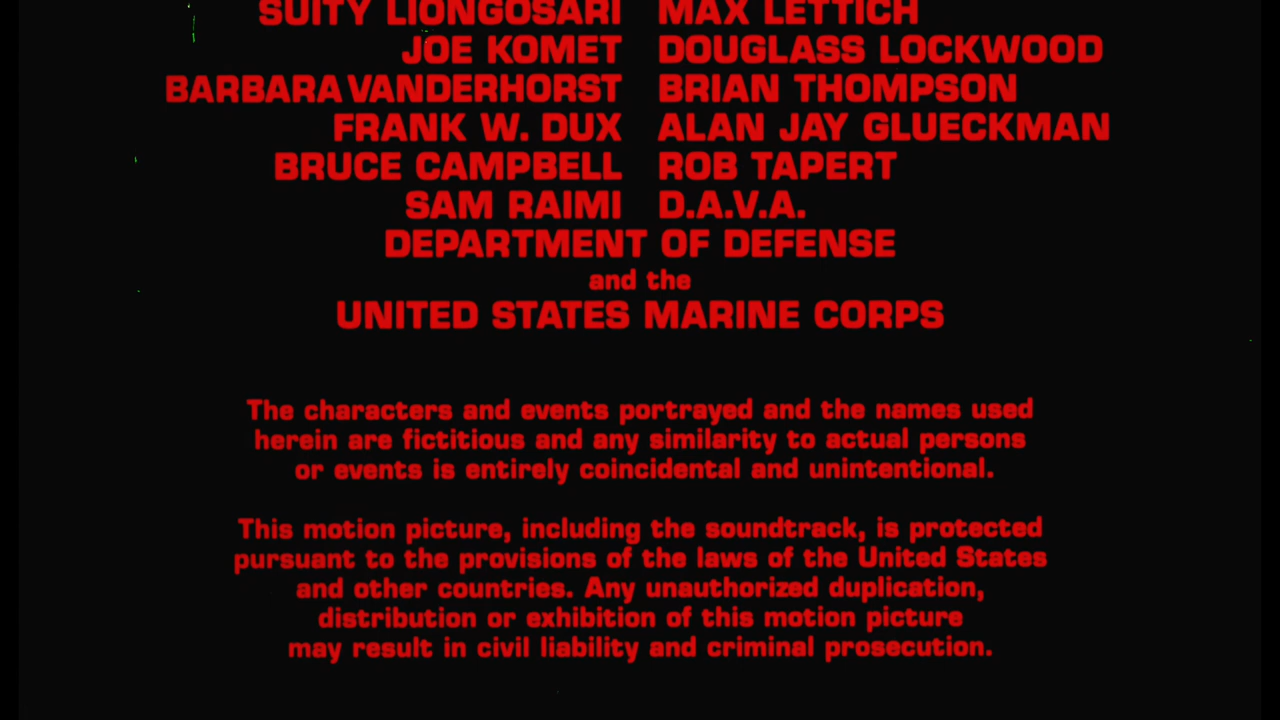 SUITY LIONGOSARI MAX LETTICH
JOE KOMET DOUGLASS LOCKWOOD
BARBARA VANDERHORST BRIAN THOMPSON
FRANK W. DUX ALAN JAY GLUECKMAN
BRUCE CAMPBELL ROB TAPERT
SAM RAIMI D.A.V.A.
DEPARTMENT OF DEFENSE
and the
UNITED STATES MARINE CORPS
The characters and events portrayed and the names used
herein are fictitious and any similarity to actual persons
or events is entirely coincidental and unintentional.
This motion picture, including the soundtrack, is protected
pursuant to the provisions of the laws of the United States
and other countries. Any unauthorized duplication,
distribution or exhibition of this motion picture
may result in civil liability and criminal prosecution.